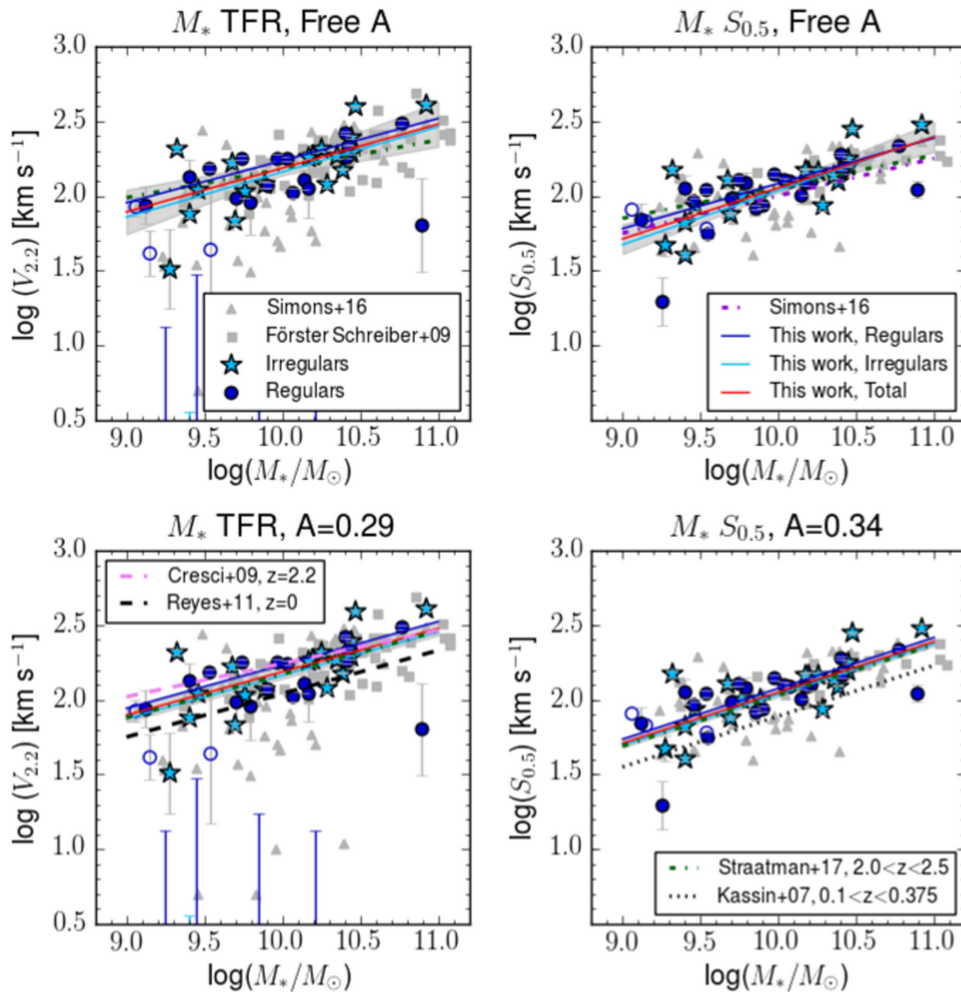 M* TFR, Free A
3.0
2.5
2.0
1.5
1.0
0.5
log (V2.2) [km s−1]
Simons+16
Förster Schreiber+09
Irregulars
Regulars
9.0 9.5 10.0 10.5 11.0
log(M*/M⊙)
M* S0.5, Free A
3.0
2.5
2.0
1.5
1.0
0.5
log(S0.5) [km s−1]
Simons+16
This work, Regulars
This work, Irregulars
This work, Total
9.0 9.5 10.0 10.5 11.0
log(M*/M⊙)
M* TFR, A=0.29
3.0
2.5
2.0
1.5
1.0
0.5
log (V2.2) [km s−1]
Cresci+09, z=2.2
Reyes+11, z=0
9.0 9.5 10.0 10.5 11.0
log(M*/M⊙)
M* S0.5, A=0.34
3.0
2.5
2.0
1.5
1.0
0.5
log(S0.5) [km s−1]
Straatman+17, 2.0<z<2.5
Kassin+07, 0.1<z<0.375
9.0 9.5 10.0 10.5 11.0
log(M*/M⊙)